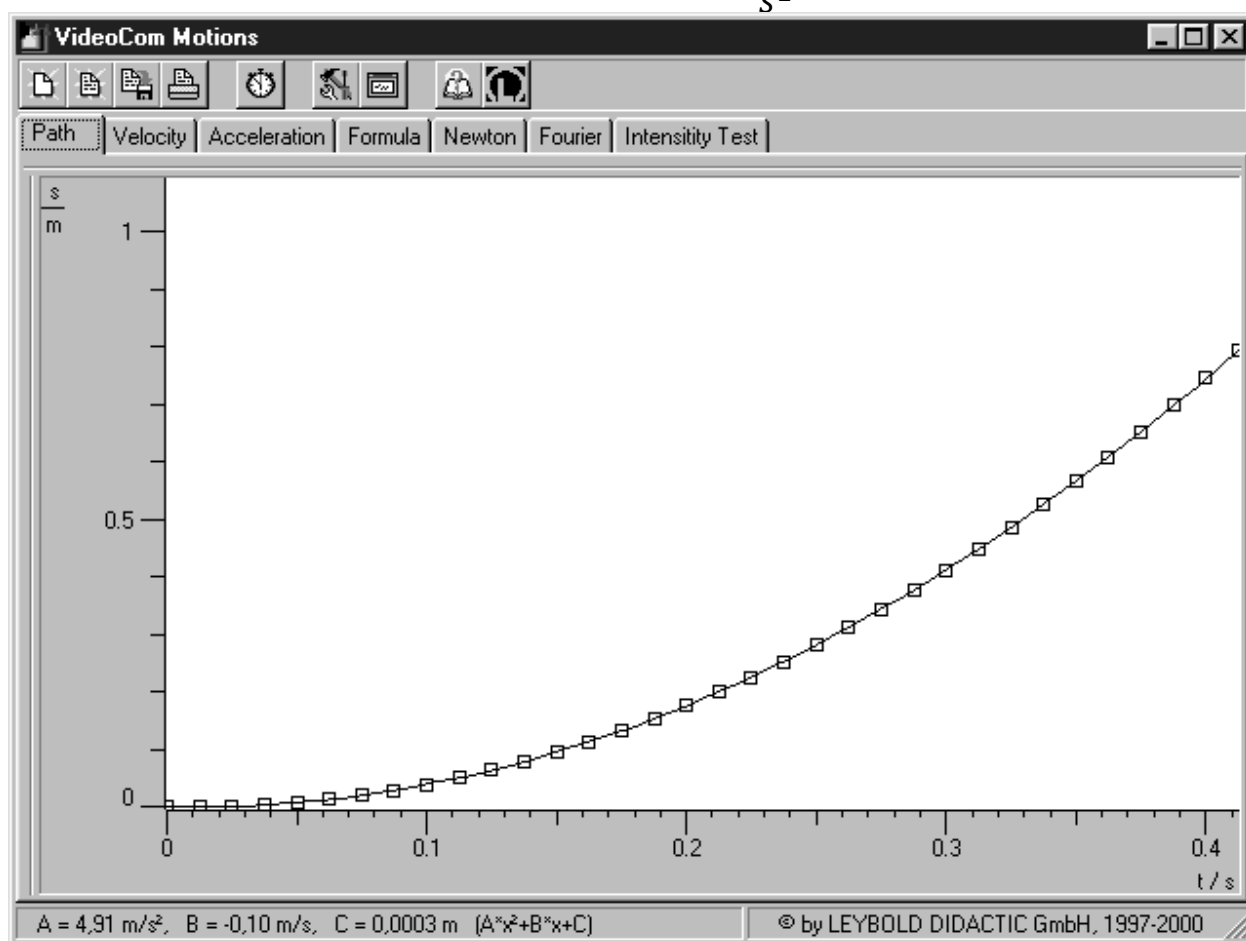 s²
VideoCom Motions
Path Velocity Acceleration Formula Newton Fourier Intensitity Test
s
m
1
0.5
0
0 0.1 0.2 0.3 0.4
t / s
A = 4,91 m/s², B = -0,10 m/s, C = 0,0003 m (A*x²+B*x+C) © by LEYBOLD DIDACTIC GmbH, 1997-2000